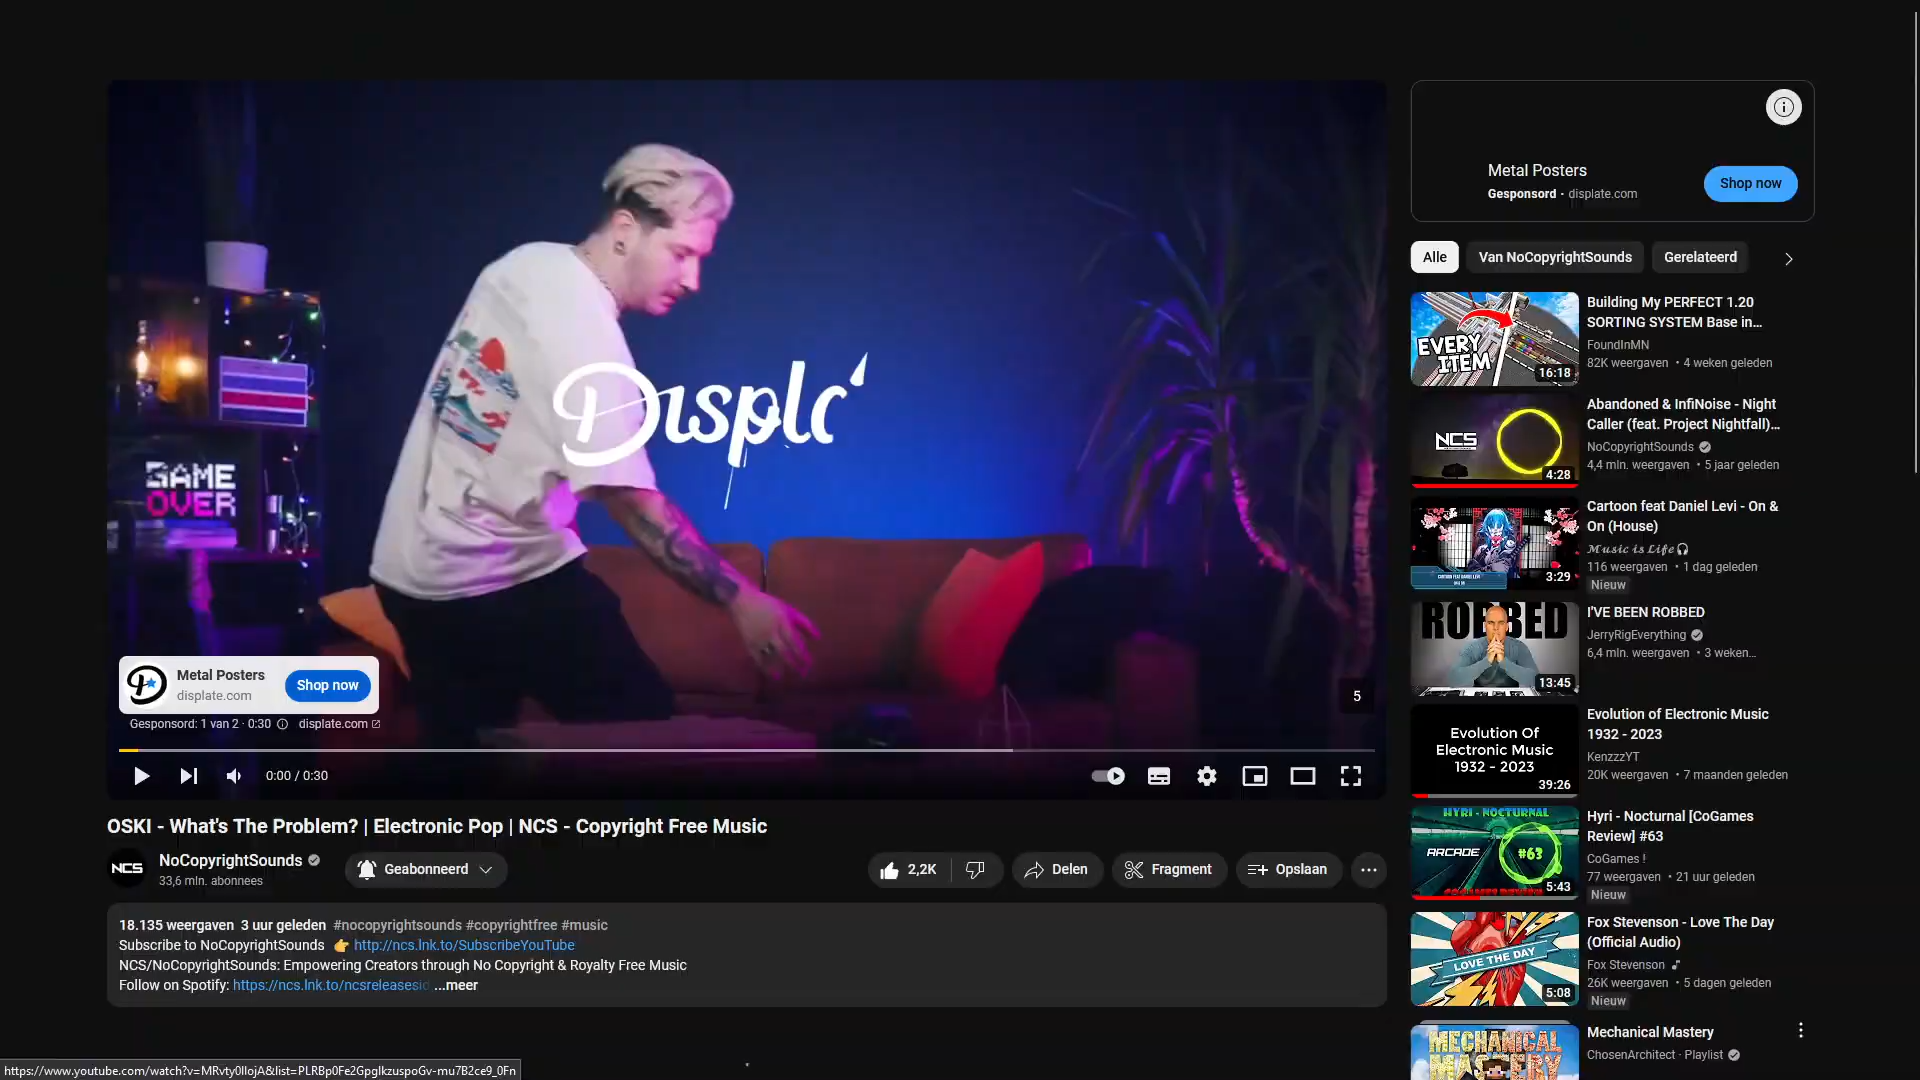 GAME
OVER
Metal Posters
displate.com
Shop now
Gesponsord: 1 van 2 · 0:30 displate.com
5
0:00 / 0:30
OSKI - What's The Problem? | Electronic Pop | NCS - Copyright Free Music
NCS
NoCopyrightSounds
33,6 mln. abonnees
Geabonneerd
2,2K
Delen
Fragment
Opslaan
18.135 weergaven 3 uur geleden #nocopyrightsounds #copyrightfree #music
Subscribe to NoCopyrightSounds 👉 http://ncs.lnk.to/SubscribeYouTube
NCS/NoCopyrightSounds: Empowering Creators through No Copyright & Royalty Free Music
Follow on Spotify: https://ncs.lnk.to/ncsreleasesid ...meer
Metal Posters
Gesponsord · displate.com
Shop now
Alle
Van NoCopyrightSounds
Gerelateerd
EVERY
ITEM
16:18
Building My PERFECT 1.20
SORTING SYSTEM Base in...
FoundInMN
82K weergaven • 4 weken geleden
NCS
4:28
Abandoned & InfiNoise - Night
Caller (feat. Project Nightfall)...
NoCopyrightSounds
4,4 mln. weergaven • 5 jaar geleden
3:29
Cartoon feat Daniel Levi - On &
On (House)
𝓜𝓾𝓼𝓲𝓬 𝓲𝓼 𝓛𝓲𝓯𝓮🎧
116 weergaven • 1 dag geleden
Nieuw
ROBBED
13:45
I'VE BEEN ROBBED
JerryRigEverything
6,4 mln. weergaven • 3 weken...
Evolution Of
Electronic Music
1932 - 2023
39:26
Evolution of Electronic Music
1932 - 2023
KenzzzYT
20K weergaven • 7 maanden geleden
HYRI - NOCTURNAL
ARCADE
#63
5:43
Hyri - Nocturnal [CoGames
Review] #63
CoGames !
77 weergaven • 21 uur geleden
Nieuw
LOVE THE DAY
5:08
Fox Stevenson - Love The Day
(Official Audio)
Fox Stevenson
26K weergaven • 5 dagen geleden
Nieuw
MECHANICAL
MASTERY
Mechanical Mastery
ChosenArchitect · Playlist